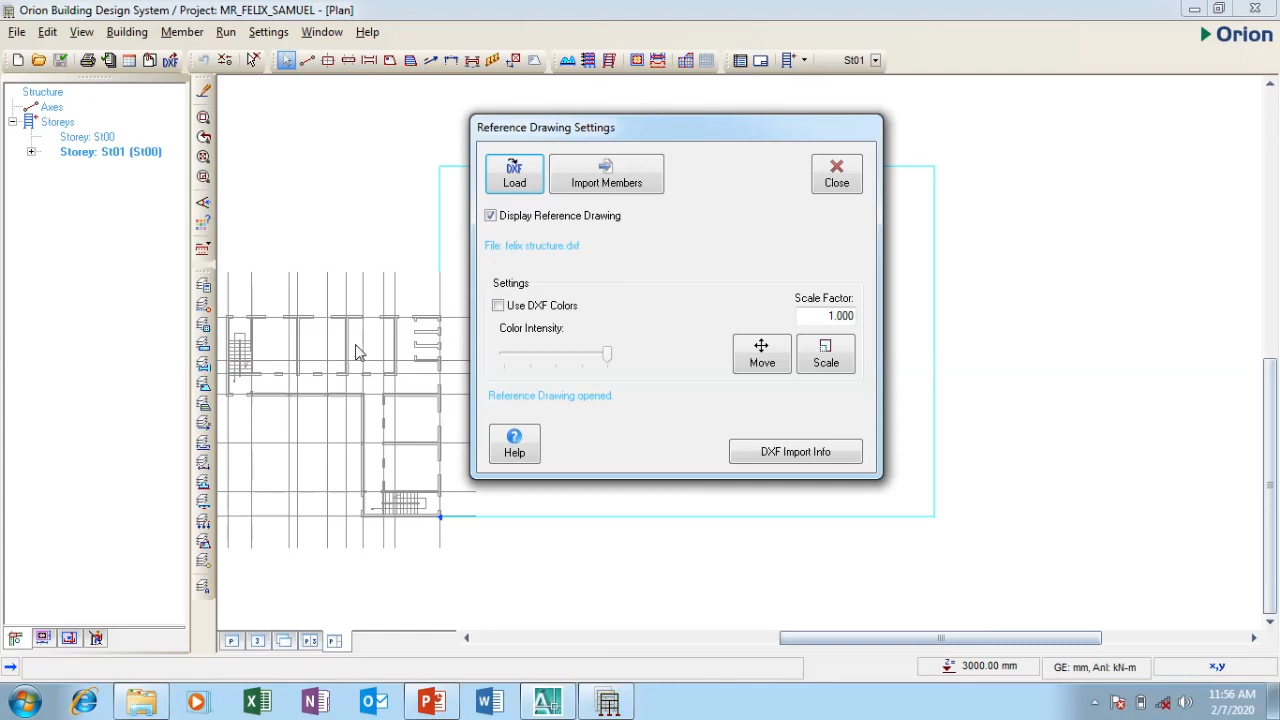 Orion Building Design System / Project: MR_FELIX_SAMUEL - [Plan]
File Edit View Building Member Run Settings Window Help
Orion
DXF
St01
Structure
Axes
Storeys
Storey: St00
Storey: St01 (St00)
Reference Drawing Settings
DXF
Load
Import Members
Close
Display Reference Drawing
File: felix structure.dxf
Settings
Use DXF Colors
Scale Factor:
1.000
Color Intensity:
Move
Scale
Reference Drawing opened.
Help
DXF Import Info
P 3 P 3 P
Z= 3000.00 mm
GE: mm, Anl: kN-m
x,y
11:56 AM
2/7/2020